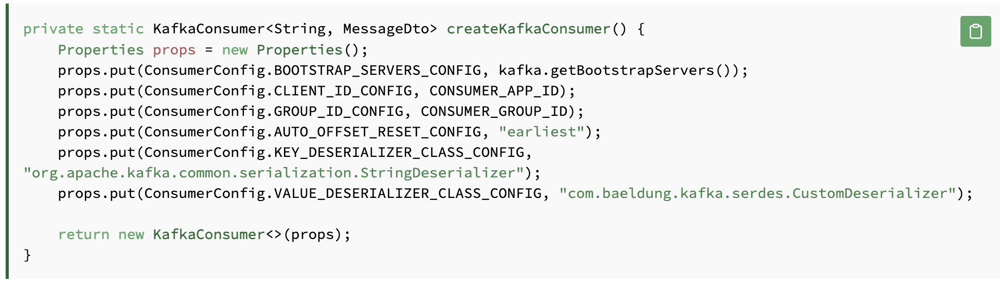 private static KafkaConsumer<String, MessageDto> createKafkaConsumer() {
    Properties props = new Properties();
    props.put(ConsumerConfig.BOOTSTRAP_SERVERS_CONFIG, kafka.getBootstrapServers());
    props.put(ConsumerConfig.CLIENT_ID_CONFIG, CONSUMER_APP_ID);
    props.put(ConsumerConfig.GROUP_ID_CONFIG, CONSUMER_GROUP_ID);
    props.put(ConsumerConfig.AUTO_OFFSET_RESET_CONFIG, "earliest");
    props.put(ConsumerConfig.KEY_DESERIALIZER_CLASS_CONFIG,
"org.apache.kafka.common.serialization.StringDeserializer");
    props.put(ConsumerConfig.VALUE_DESERIALIZER_CLASS_CONFIG, "com.baeldung.kafka.serdes.CustomDeserializer");

    return new KafkaConsumer<>(props);
}